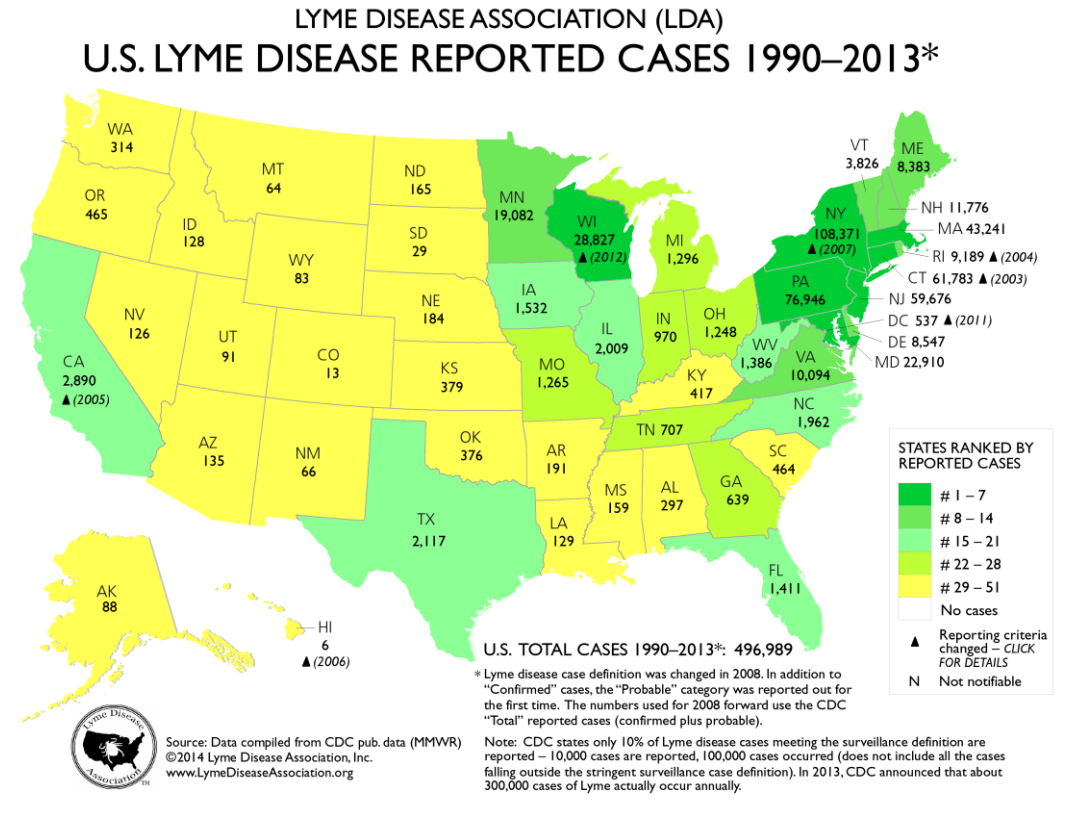 LYME DISEASE ASSOCIATION (LDA)
U.S. LYME DISEASE REPORTED CASES 1990–2013*
WA
314
OR
465
ID
128
MT
64
ND
165
SD
29
WY
83
NE
184
NV
126
UT
91
CO
13
KS
379
CA
2,890
▲ (2005)
AZ
135
NM
66
OK
376
TX
2,117
MN
19,082
WI
28,827
▲ (2012)
MI
1,296
IA
1,532
IL
2,009
IN
970
OH
1,248
MO
1,265
KY
417
WV
1,386
VA
10,094
NC
1,962
TN 707
SC
464
AR
191
MS
159
AL
297
GA
639
LA
129
FL
1,411
AK
88
HI
6
▲ (2006)
VT
3,826
ME
8,383
NY
108,371
▲ (2007)
PA
76,946
NH 11,776
MA 43,241
RI 9,189 ▲ (2004)
CT 61,783 ▲ (2003)
NJ 59,676
DC 537 ▲ (2011)
DE 8,547
MD 22,910
STATES RANKED BY
REPORTED CASES
# 1 – 7
# 8 – 14
# 15 – 21
# 22 – 28
# 29 – 51
No cases
▲ Reporting criteria
changed – CLICK
FOR DETAILS
N Not notifiable
U.S. TOTAL CASES 1990–2013*: 496,989
* Lyme disease case definition was changed in 2008. In addition to
“Confirmed” cases, the “Probable” category was reported out for
the first time. The numbers used for 2008 forward use the CDC
“Total” reported cases (confirmed plus probable).
Note: CDC states only 10% of Lyme disease cases meeting the surveillance definition are
reported – 10,000 cases are reported, 100,000 cases occurred (does not include all the cases
falling outside the stringent surveillance case definition). In 2013, CDC announced that about
300,000 cases of Lyme actually occur annually.
Lyme Disease
Association
TM
Source: Data compiled from CDC pub. data (MMWR)
©2014 Lyme Disease Association, Inc.
www.LymeDiseaseAssociation.org